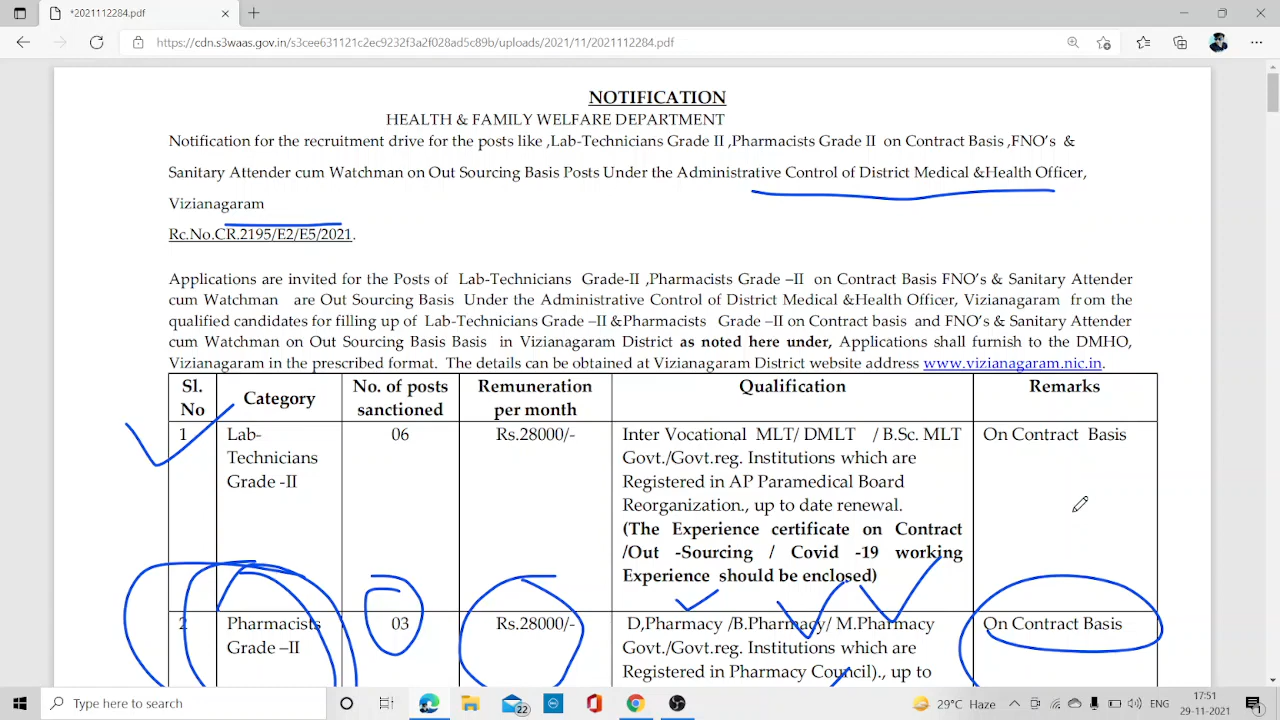 *2021112284.pdf
https://cdn.s3waas.gov.in/s3cee631121c2ec9232f3a2f028ad5c89b/uploads/2021/11/2021112284.pdf
NOTIFICATION
HEALTH & FAMILY WELFARE DEPARTMENT
Notification for the recruitment drive for the posts like ,Lab-Technicians Grade II ,Pharmacists Grade II on Contract Basis ,FNO's &
Sanitary Attender cum Watchman on Out Sourcing Basis Posts Under the Administrative Control of District Medical &Health Officer,
Vizianagaram
Rc.No.CR.2195/E2/E5/2021.
Applications are invited for the Posts of Lab-Technicians Grade-II ,Pharmacists Grade –II on Contract Basis FNO's & Sanitary Attender
cum Watchman are Out Sourcing Basis Under the Administrative Control of District Medical &Health Officer, Vizianagaram from the
qualified candidates for filling up of Lab-Technicians Grade –II &Pharmacists Grade –II on Contract basis and FNO's & Sanitary Attender
cum Watchman on Out Sourcing Basis Basis in Vizianagaram District as noted here under, Applications shall furnish to the DMHO,
Vizianagaram in the prescribed format. The details can be obtained at Vizianagaram District website address www.vizianagaram.nic.in.
Sl. No Category No. of posts sanctioned Remuneration per month Qualification Remarks
1 Lab- 06 Rs.28000/- Inter Vocational MLT/ DMLT / B.Sc. MLT On Contract Basis
Technicians Govt./Govt.reg. Institutions which are
Grade -II Registered in AP Paramedical Board
Reorganization., up to date renewal.
(The Experience certificate on Contract
/Out -Sourcing / Covid -19 working
Experience should be enclosed)
2 Pharmacists 03 Rs.28000/- D,Pharmacy /B.Pharmacy/ M.Pharmacy On Contract Basis
Grade –II Govt./Govt.reg. Institutions which are
Registered in Pharmacy Council)., up to
Type here to search
22
29°C Haze
ENG
17:51
29-11-2021
1